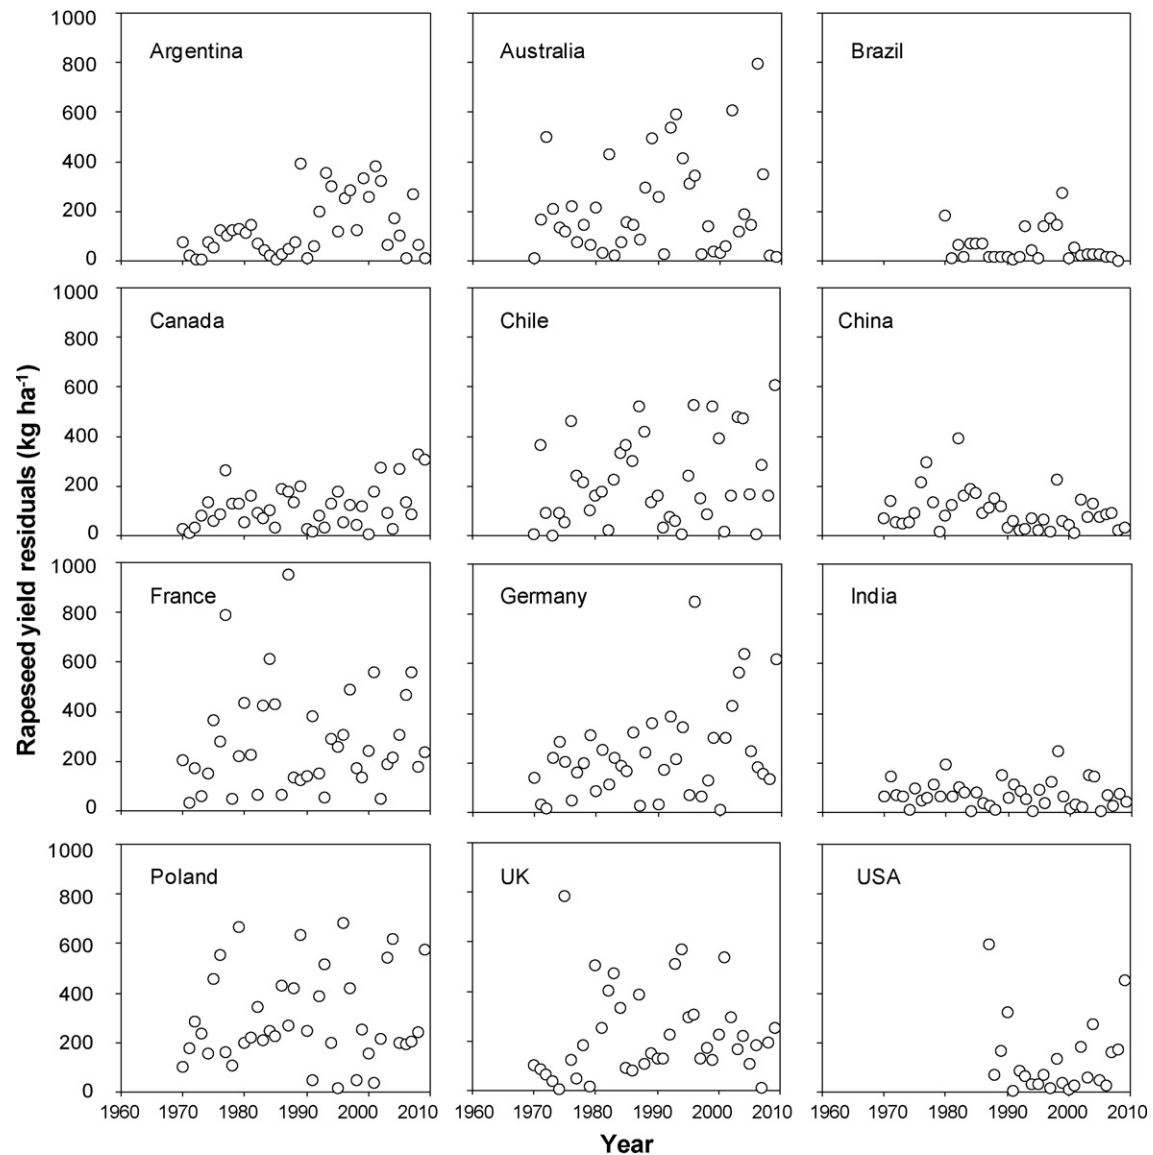 1000
800
600
400
200
0
Argentina
Australia
Brazil
1000
800
600
400
200
0
Canada
Chile
China
1000
800
600
400
200
0
France
Germany
India
1000
800
600
400
200
0
Poland
UK
USA
1960 1970 1980 1990 2000 2010
1960 1970 1980 1990 2000 2010
1960 1970 1980 1990 2000 2010
Rapeseed yield residuals (kg ha⁻¹)
Year